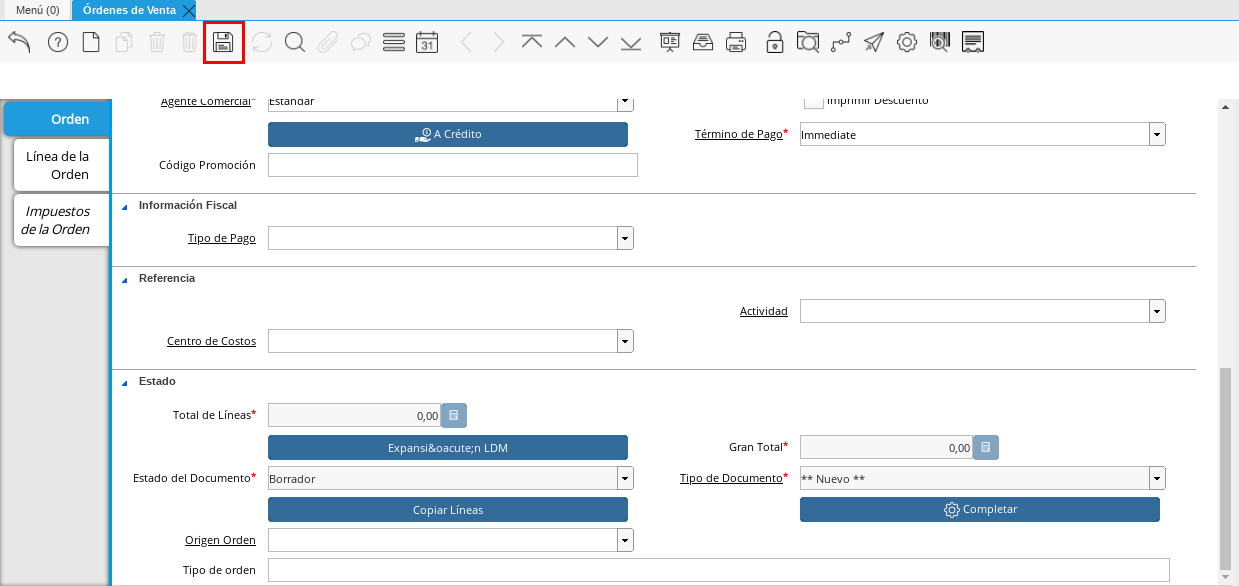 Menú (0)
Órdenes de Venta
31
Orden
Línea de la
Orden
Impuestos
de la Orden
Agente Comercial* Estándar
Imprimir Descuento
A Crédito
Término de Pago* Immediate
Código Promoción
Información Fiscal
Tipo de Pago
Referencia
Actividad
Centro de Costos
Estado
Total de Líneas* 0,00
Expansi&oacute;n LDM
Gran Total* 0,00
Estado del Documento* Borrador
Tipo de Documento* ** Nuevo **
Copiar Líneas
Completar
Origen Orden
Tipo de orden